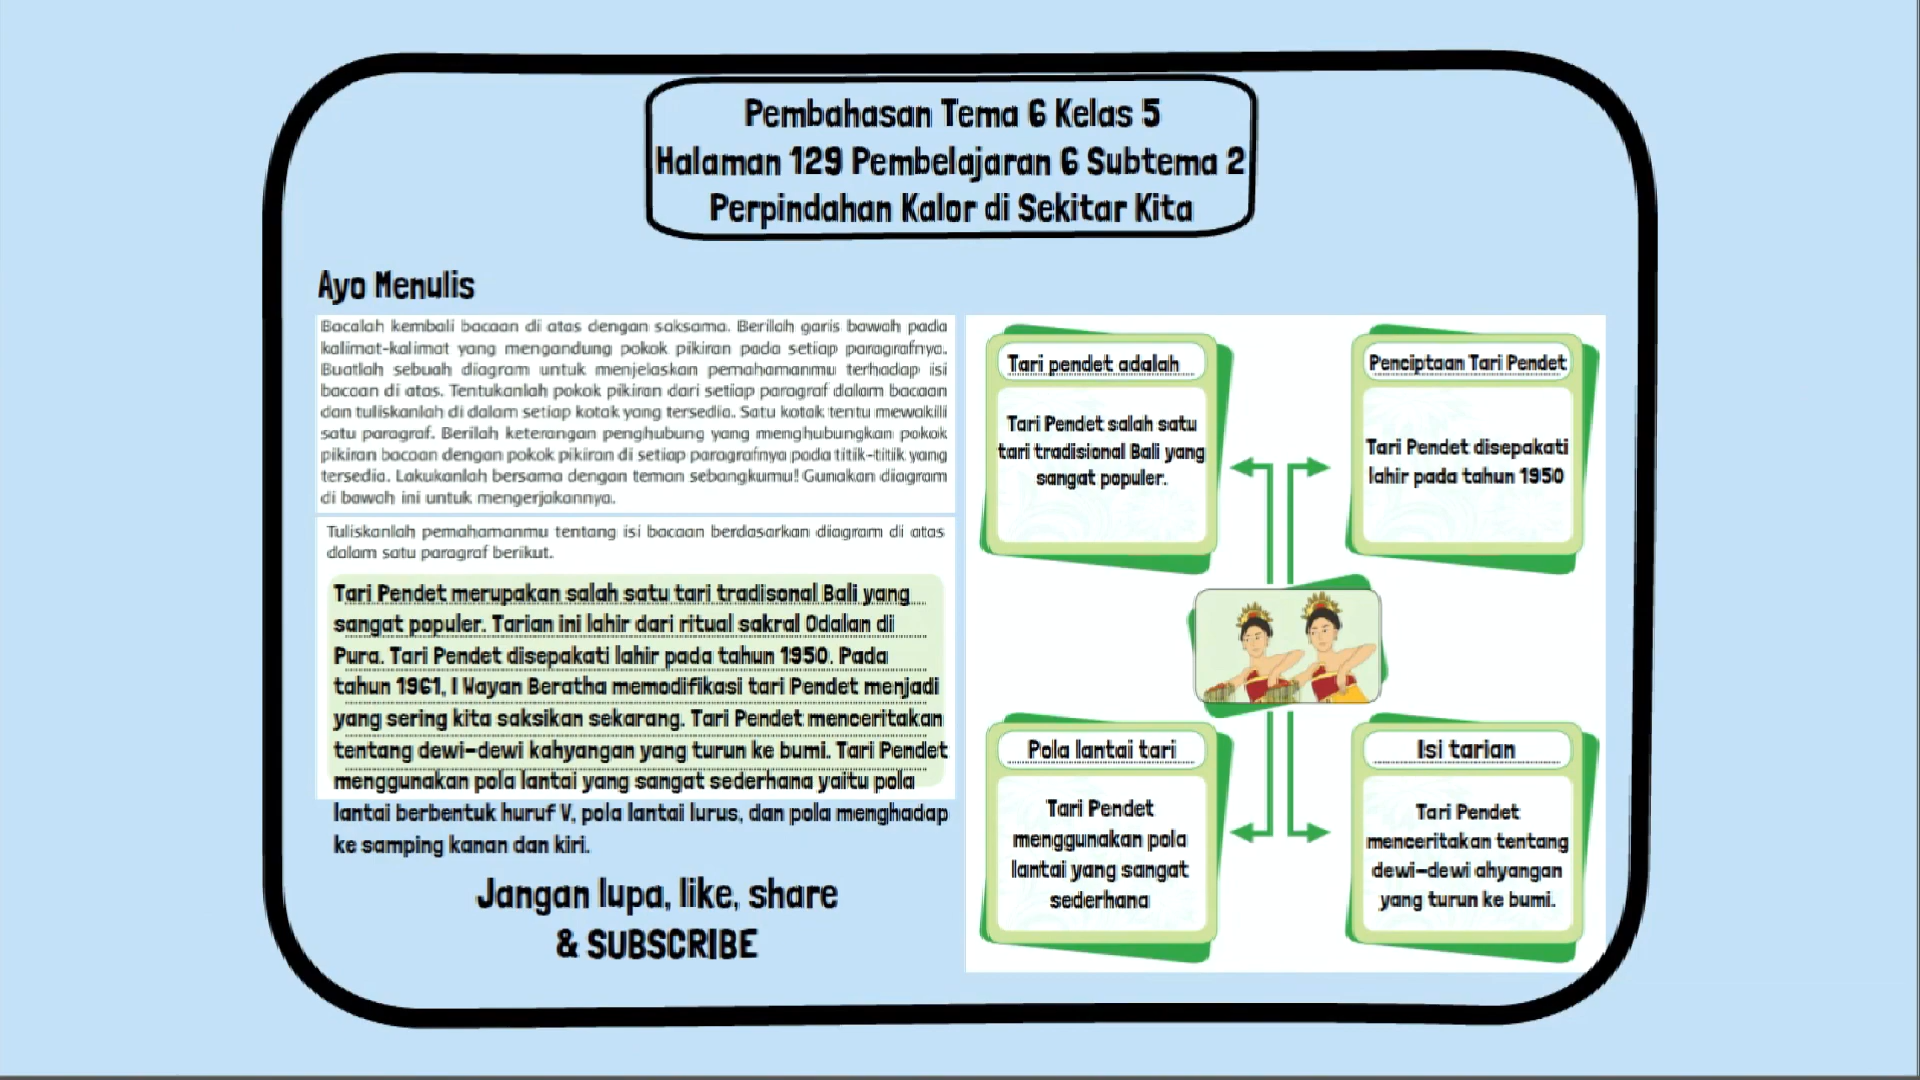 Pembahasan Tema 6 Kelas 5
Halaman 129 Pembelajaran 6 Subtema 2
Perpindahan Kalor di Sekitar Kita
Ayo Menulis
Bacalah kembali bacaan di atas dengan saksama. Berilah garis bawah pada
kalimat-kalimat yang mengandung pokok pikiran pada setiap paragrafnya.
Buatlah sebuah diagram untuk menjelaskan pemahamanmu terhadap isi
bacaan di atas. Tentukanlah pokok pikiran dari setiap paragraf dalam bacaan
dan tuliskanlah di dalam setiap kotak yang tersedia. Satu kotak tentu mewakili
satu paragraf. Berilah keterangan penghubung yang menghubungkan pokok
pikiran bacaan dengan pokok pikiran di setiap paragrafnya pada titik-titik yang
tersedia. Lakukanlah bersama dengan teman sebangkumu! Gunakan diagram
di bawah ini untuk mengerjakannya.
Tuliskanlah pemahamanmu tentang isi bacaan berdasarkan diagram di atas
dalam satu paragraf berikut.
Tari Pendet merupakan salah satu tari tradisonal Bali yang
sangat populer. Tarian ini lahir dari ritual sakral Odalan di
Pura. Tari Pendet disepakati lahir pada tahun 1950. Pada
tahun 1961, I Wayan Beratha memodifikasi tari Pendet menjadi
yang sering kita saksikan sekarang. Tari Pendet menceritakan
tentang dewi-dewi kahyangan yang turun ke bumi. Tari Pendet
menggunakan pola lantai yang sangat sederhana yaitu pola
lantai berbentuk huruf V, pola lantai lurus, dan pola menghadap
ke samping kanan dan kiri.
Jangan lupa, like, share
& SUBSCRIBE
Tari pendet adalah
Tari Pendet salah satu
tari tradisional Bali yang
sangat populer.
Penciptaan Tari Pendet
Tari Pendet disepakati
lahir pada tahun 1950
Pola lantai tari
Tari Pendet
menggunakan pola
lantai yang sangat
sederhana
Isi tarian
Tari Pendet
menceritakan tentang
dewi-dewi ahyangan
yang turun ke bumi.